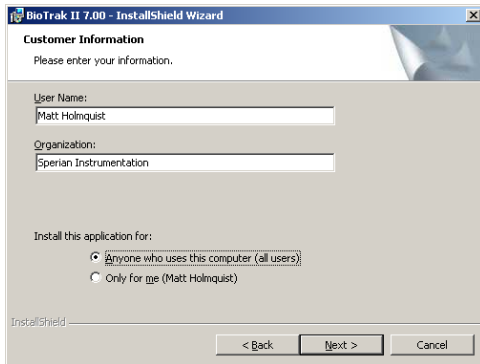 BioTrak II 7.00 - InstallShield Wizard
Customer Information
Please enter your information.
User Name:
Matt Holmquist
Organization:
Sperian Instrumentation
Install this application for:
Anyone who uses this computer (all users)
Only for me (Matt Holmquist)
InstallShield
< Back Next > Cancel